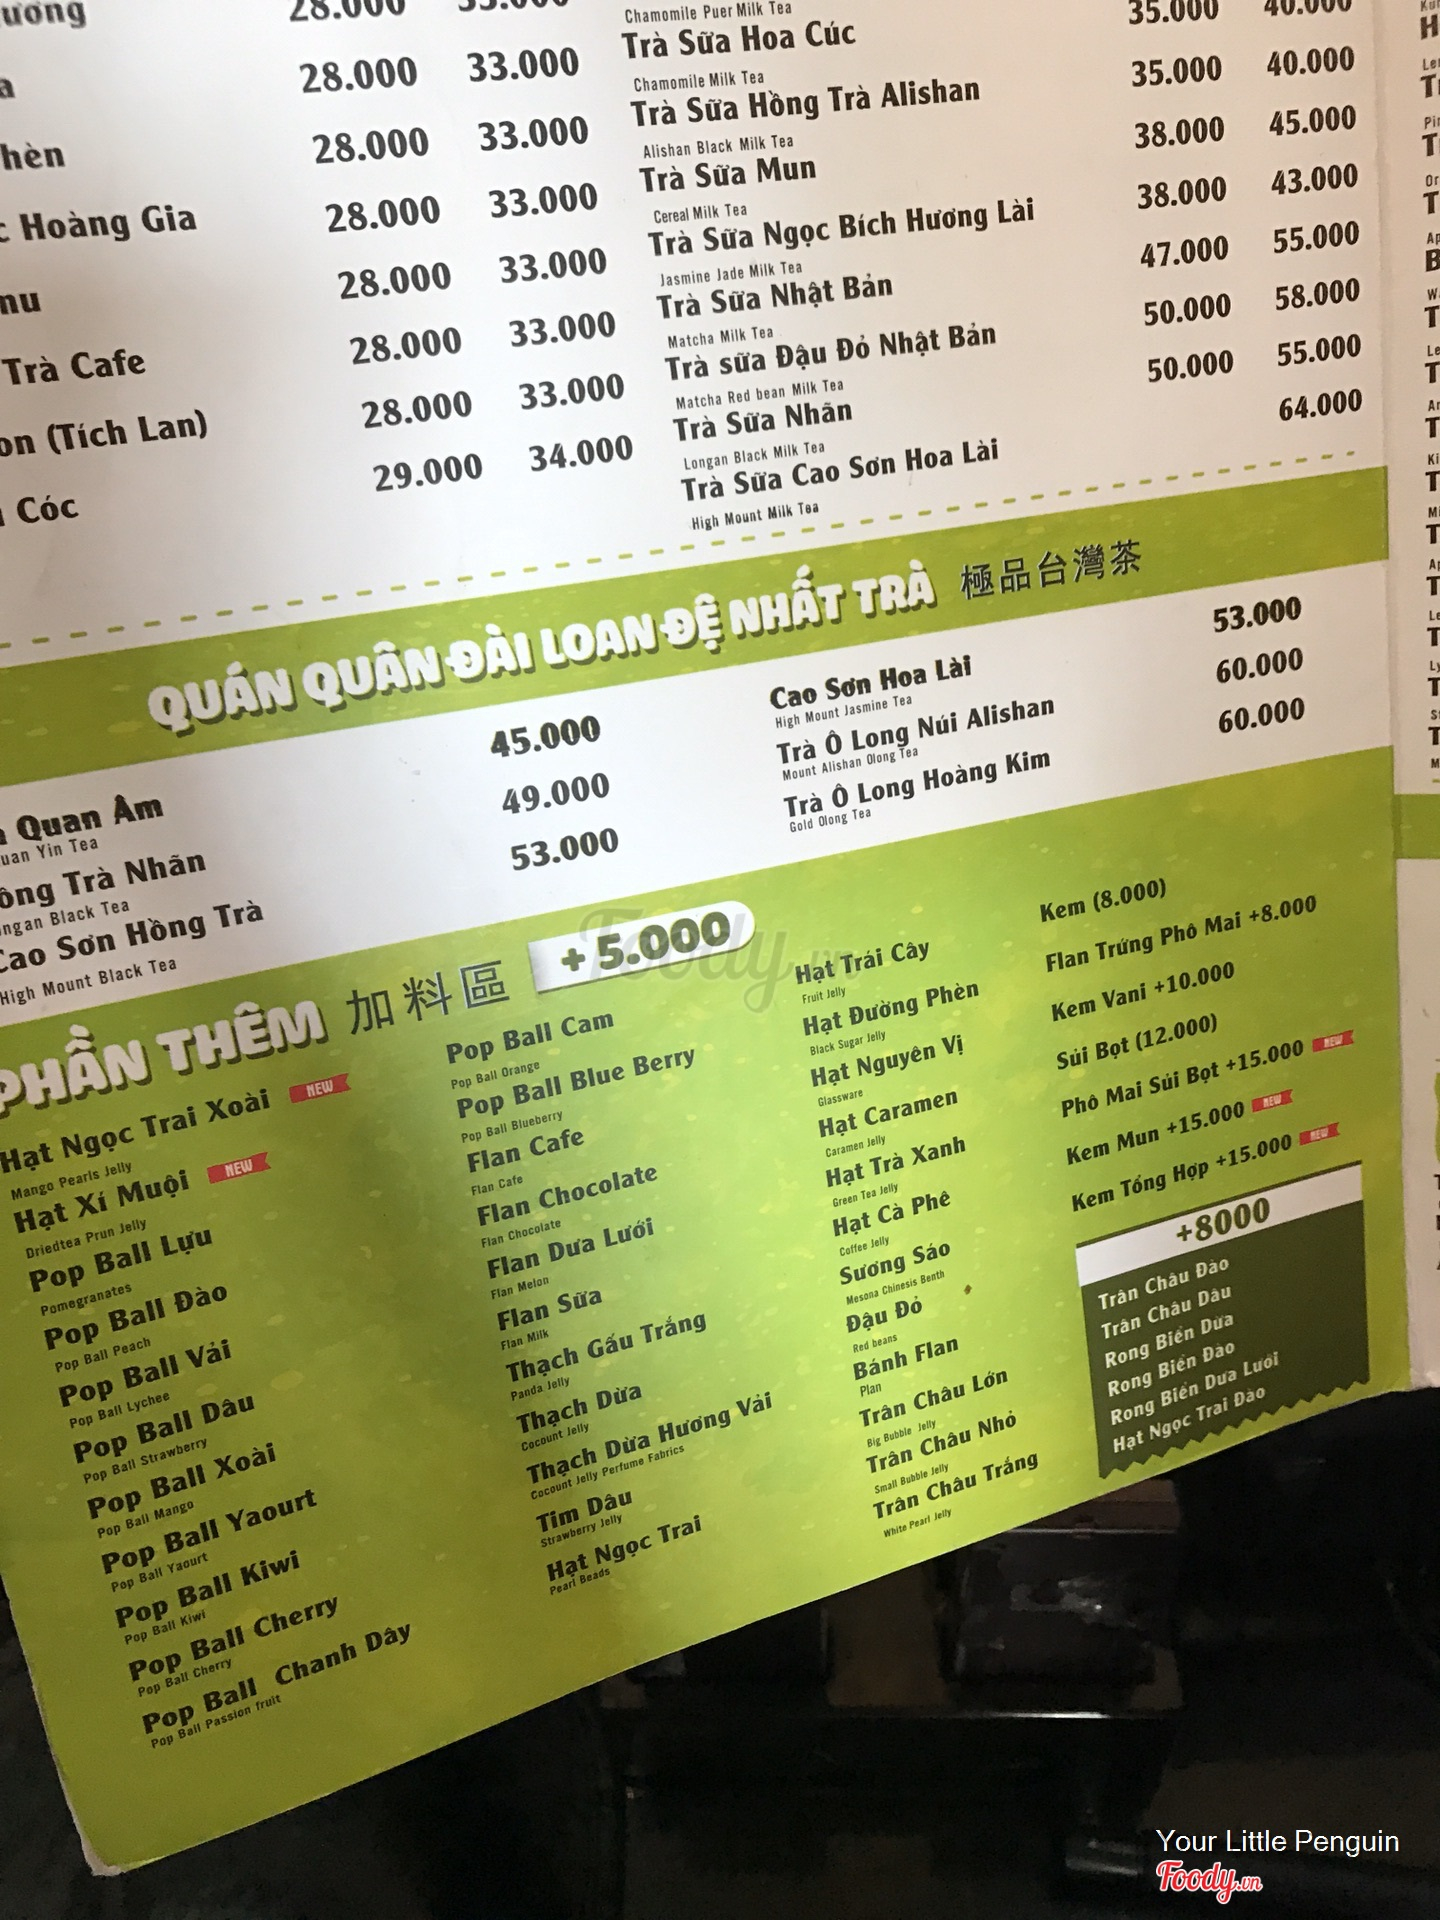 ương 28.000 33.000
a 28.000 33.000
hèn 28.000 33.000
c Hoàng Gia 28.000 33.000
mu 28.000 33.000
Trà Cafe 28.000 33.000
on (Tích Lan) 28.000 33.000
Cóc 29.000 34.000
Chamomile Puer Milk Tea 35.000 40.000
Trà Sữa Hoa Cúc 35.000 40.000
Chamomile Milk Tea
Trà Sữa Hồng Trà Alishan 38.000 45.000
Alishan Black Milk Tea
Trà Sữa Mun 38.000 43.000
Cereal Milk Tea
Trà Sữa Ngọc Bích Hương Lài 47.000 55.000
Jasmine Jade Milk Tea
Trà Sữa Nhật Bản 50.000 58.000
Matcha Milk Tea
Trà sữa Đậu Đỏ Nhật Bản 50.000 55.000
Matcha Red bean Milk Tea
Trà Sữa Nhãn 64.000
Longan Black Milk Tea
Trà Sữa Cao Sơn Hoa Lài
High Mount Milk Tea
QUÁN QUÂN ĐÀI LOAN ĐỆ NHẤT TRÀ 極品台灣茶
Quan Âm 45.000
uan Yin Tea
ông Trà Nhãn 49.000
ngan Black Tea
Cao Sơn Hồng Trà 53.000
High Mount Black Tea
Cao Sơn Hoa Lài 53.000
High Mount Jasmine Tea
Trà Ô Long Núi Alishan 60.000
Mount Alishan Olong Tea
Trà Ô Long Hoàng Kim 60.000
Gold Olong Tea
PHẦN THÊM 加料區 + 5.000
Foody.vn
Hạt Ngọc Trai Xoài NEW
Mango Pearls Jelly
Hạt Xí Muội NEW
Driedtea Prun Jelly
Pop Ball Lựu
Pomegranates
Pop Ball Đào
Pop Ball Peach
Pop Ball Vải
Pop Ball Lychee
Pop Ball Dâu
Pop Ball Strawberry
Pop Ball Xoài
Pop Ball Mango
Pop Ball Yaourt
Pop Ball Yaourt
Pop Ball Kiwi
Pop Ball Kiwi
Pop Ball Cherry
Pop Ball Cherry
Pop Ball Chanh Dây
Pop Ball Passion fruit
Pop Ball Cam
Pop Ball Orange
Pop Ball Blue Berry
Pop Ball Blueberry
Flan Cafe
Flan Cafe
Flan Chocolate
Flan Chocolate
Flan Dưa Lưới
Flan Melon
Flan Sữa
Flan Milk
Thạch Gấu Trắng
Panda Jelly
Thạch Dừa
Cocount Jelly
Thạch Dừa Hương Vải
Cocount Jelly Perfume Fabrics
Tim Dâu
Strawberry Jelly
Hạt Ngọc Trai
Pearl Beads
Hạt Trái Cây
Fruit Jelly
Hạt Đường Phèn
Black Sugar Jelly
Hạt Nguyên Vị
Glassware
Hạt Caramen
Caramen Jelly
Hạt Trà Xanh
Green Tea Jelly
Hạt Cà Phê
Coffee Jelly
Sương Sáo
Mesona Chinesis Benth
Đậu Đỏ
Red beans
Bánh Flan
Plan
Trân Châu Lớn
Big Bubble Jelly
Trân Châu Nhỏ
Small Bubble Jelly
Trân Châu Trắng
White Pearl Jelly
Kem (8.000)
Flan Trứng Phô Mai +8.000
Kem Vani +10.000
Sủi Bọt (12.000)
Phô Mai Sủi Bọt +15.000 NEW
Kem Mun +15.000 NEW
Kem Tổng Hợp +15.000 NEW
+8000
Trân Châu Đào
Trân Châu Dâu
Rong Biển Dừa
Rong Biển Đào
Rong Biển Dưa Lưới
Hạt Ngọc Trai Đào
Your Little Penguin
Foody.vn